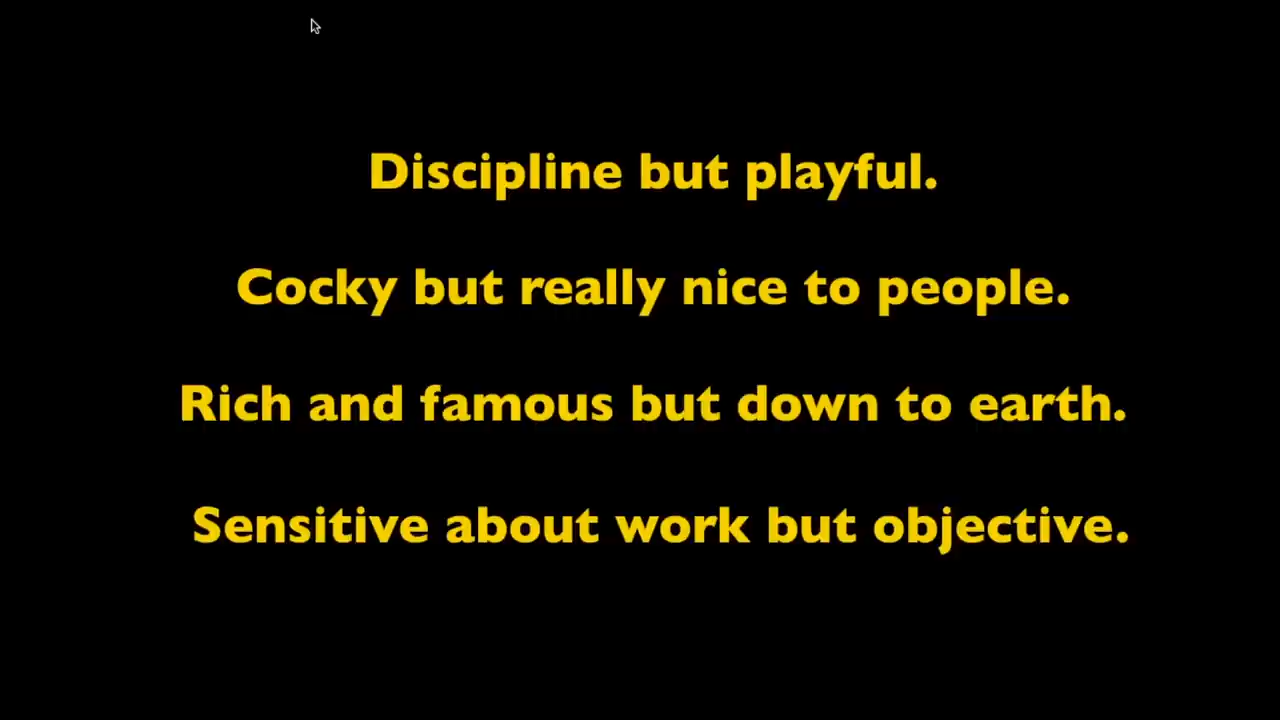 Discipline but playful.
Cocky but really nice to people.
Rich and famous but down to earth.
Sensitive about work but objective.